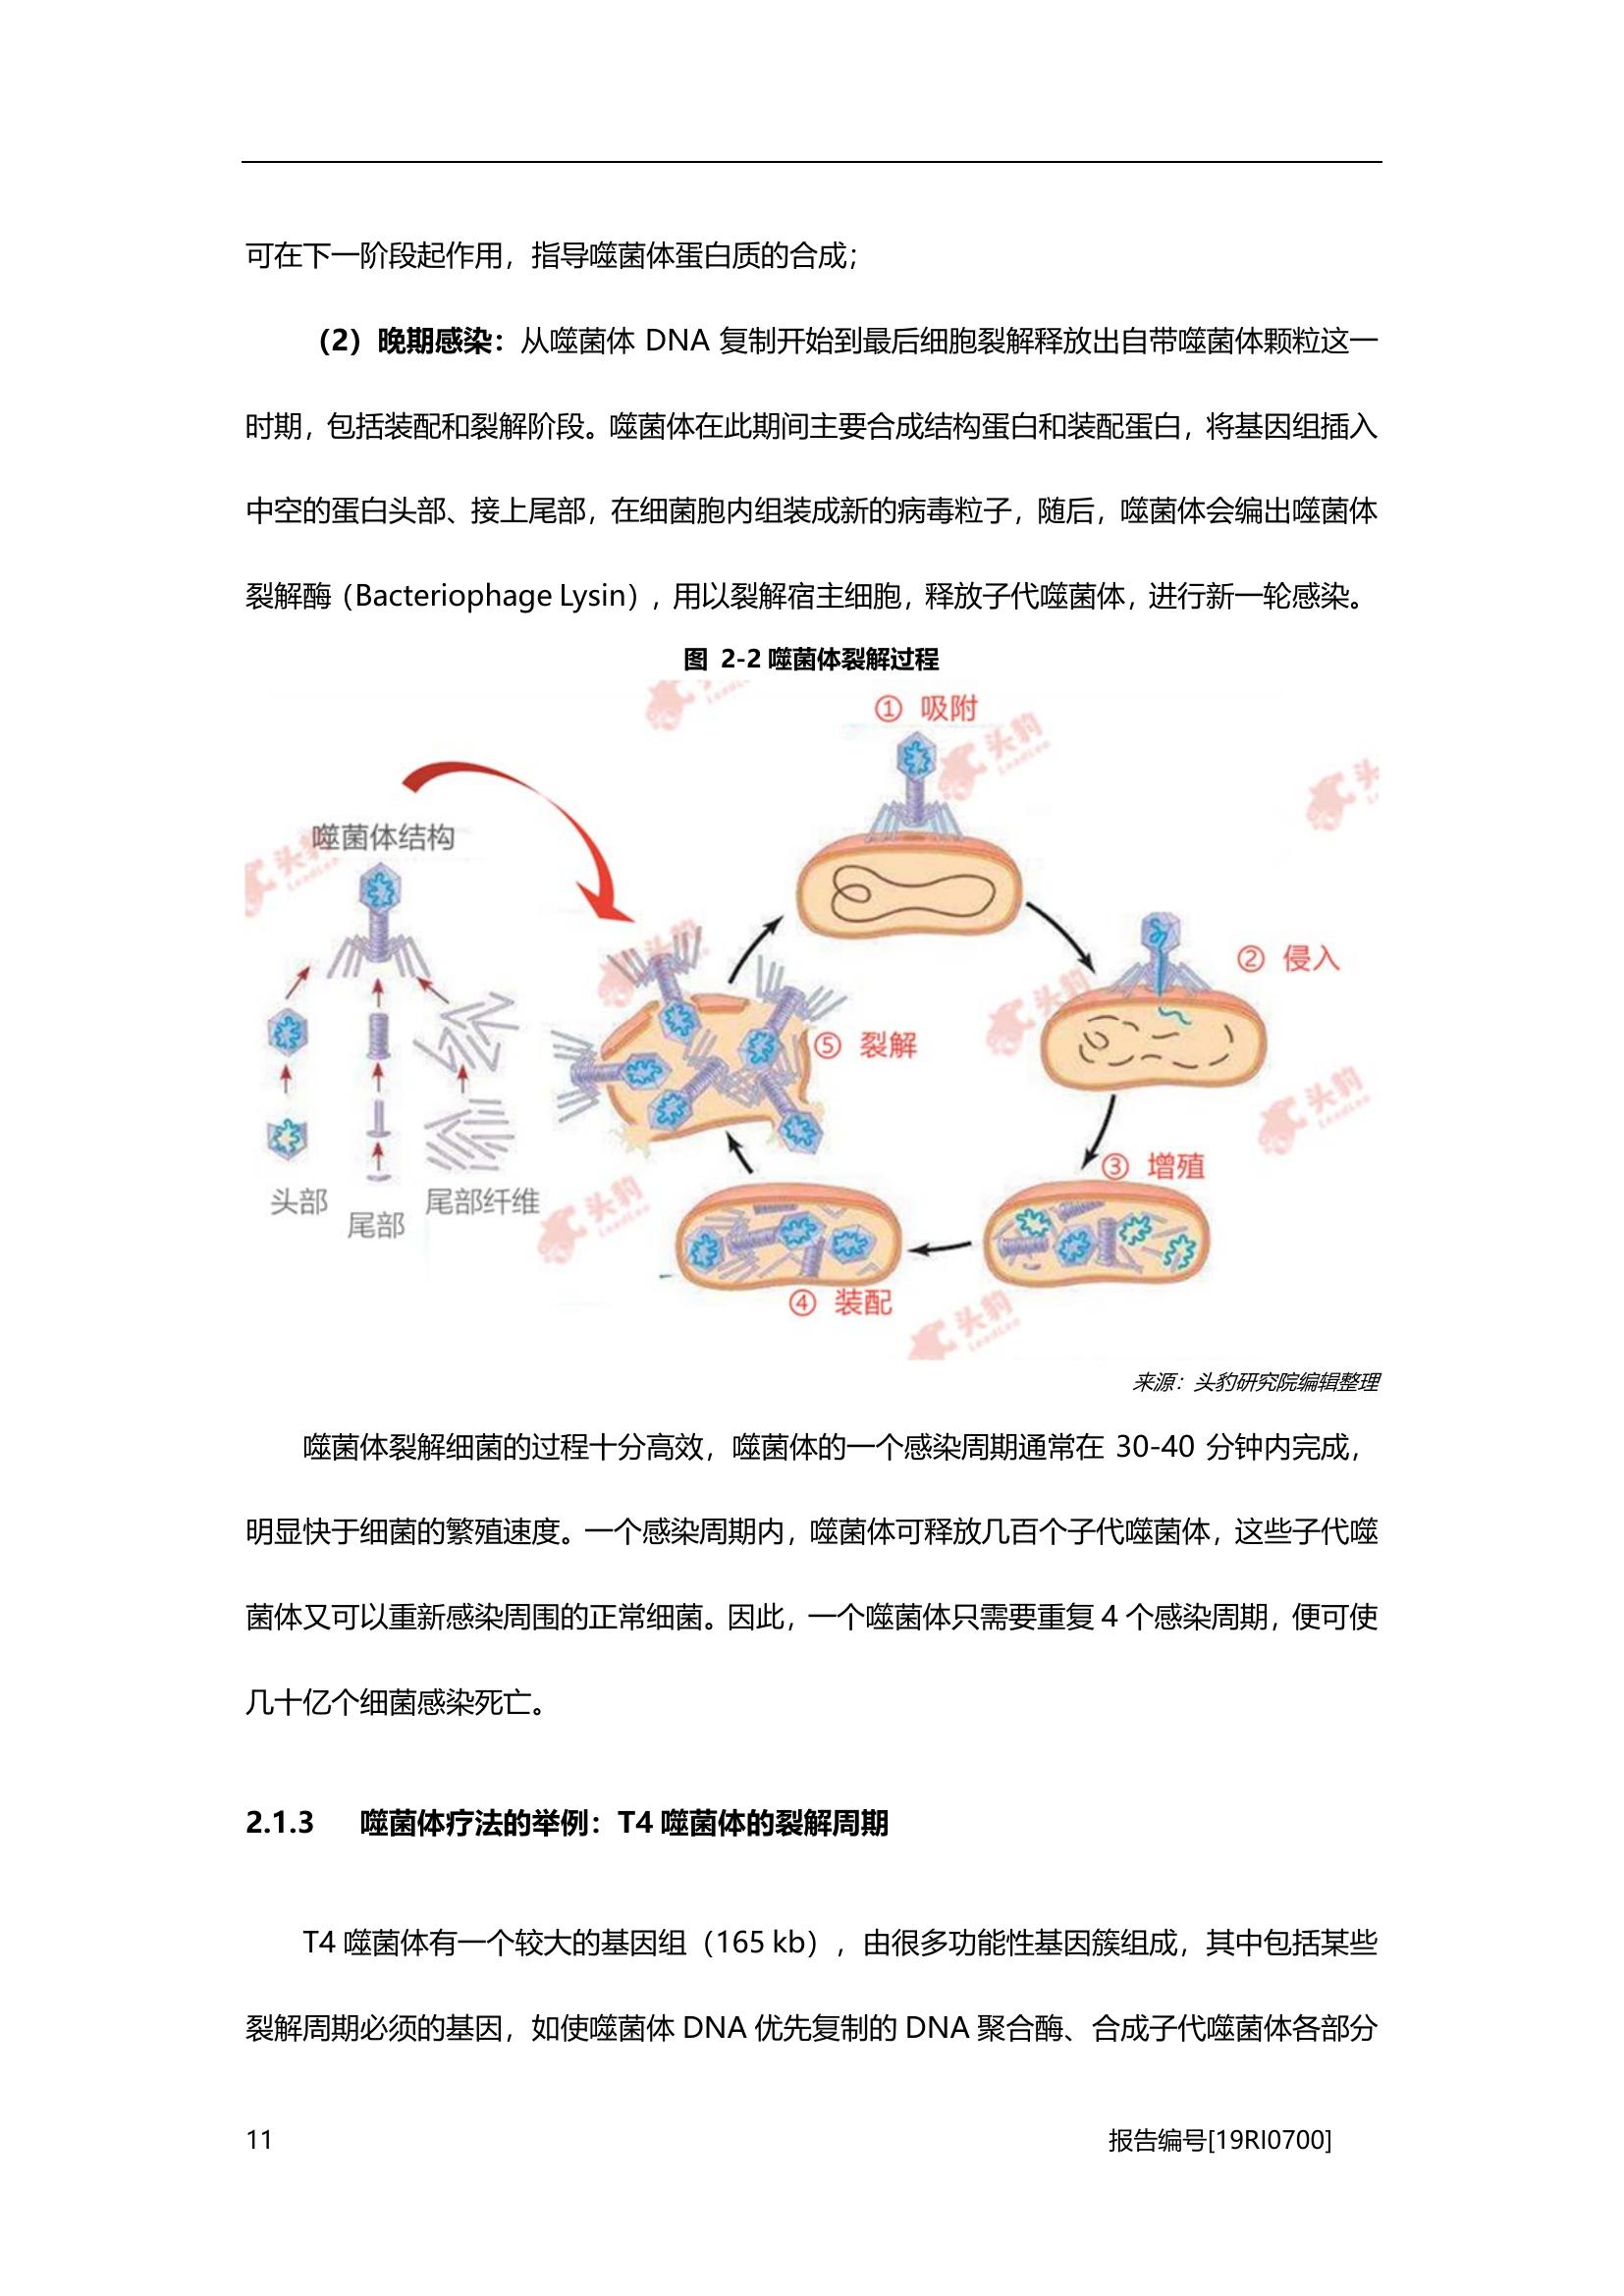 可在下一阶段起作用，指导噬菌体蛋白质的合成；
（2）晚期感染：从噬菌体 DNA 复制开始到最后细胞裂解释放出自带噬菌体颗粒这一
时期，包括装配和裂解阶段。噬菌体在此期间主要合成结构蛋白和装配蛋白，将基因组插入
中空的蛋白头部、接上尾部，在细菌胞内组装成新的病毒粒子，随后，噬菌体会编出噬菌体
裂解酶（Bacteriophage Lysin），用以裂解宿主细胞，释放子代噬菌体，进行新一轮感染。
图 2-2 噬菌体裂解过程
① 吸附
噬菌体结构
② 侵入
⑤ 裂解
③ 增殖
头部
尾部
尾部纤维
④ 装配
头豹
LeadLeo
头豹
LeadLeo
头豹
头豹
头豹
LeadLeo
头豹
LeadLeo
头豹
LeadLeo
来源：头豹研究院编辑整理
噬菌体裂解细菌的过程十分高效，噬菌体的一个感染周期通常在 30-40 分钟内完成，
明显快于细菌的繁殖速度。一个感染周期内，噬菌体可释放几百个子代噬菌体，这些子代噬
菌体又可以重新感染周围的正常细菌。因此，一个噬菌体只需要重复 4 个感染周期，便可使
几十亿个细菌感染死亡。
2.1.3 噬菌体疗法的举例：T4 噬菌体的裂解周期
T4 噬菌体有一个较大的基因组（165 kb），由很多功能性基因簇组成，其中包括某些
裂解周期必须的基因，如使噬菌体 DNA 优先复制的 DNA 聚合酶、合成子代噬菌体各部分
11
报告编号[19RI0700]